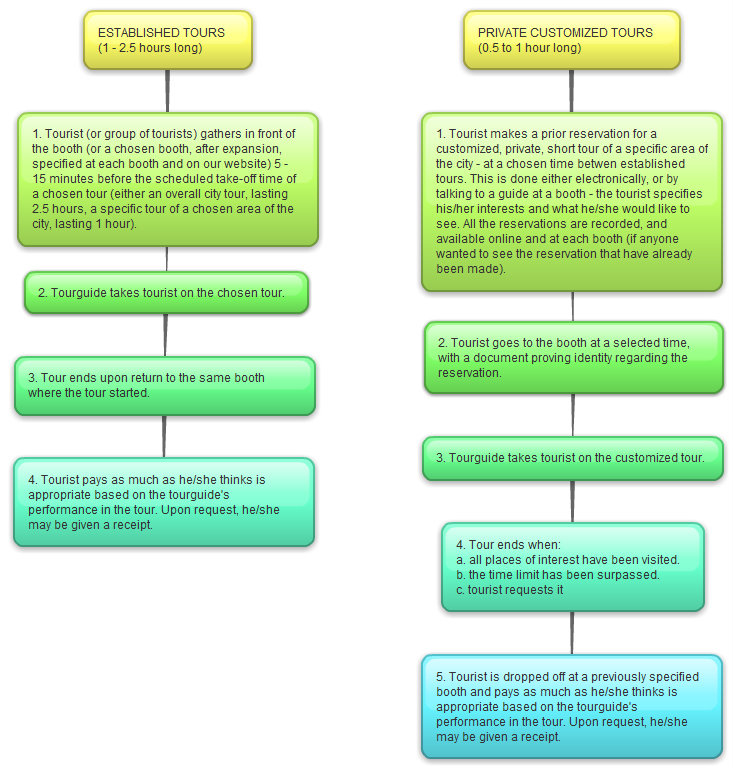 ESTABLISHED TOURS
(1 - 2.5 hours long)
1. Tourist (or group of tourists) gathers in front of
the booth (or a chosen booth, after expansion,
specified at each booth and on our website) 5 -
15 minutes before the scheduled take-off time of
a chosen tour (either an overall city tour, lasting
2.5 hours, a specific tour of a chosen area of the
city, lasting 1 hour).
2. Tourguide takes tourist on the chosen tour.
3. Tour ends upon return to the same booth
where the tour started.
4. Tourist pays as much as he/she thinks is
appropriate based on the tourguide's
performance in the tour. Upon request, he/she
may be given a receipt.
PRIVATE CUSTOMIZED TOURS
(0.5 to 1 hour long)
1. Tourist makes a prior reservation for a
customized, private, short tour of a specific area of
the city - at a chosen time betwen established
tours. This is done either electronically, or by
talking to a guide at a booth - the tourist specifies
his/her interests and what he/she would like to
see. All the reservations are recorded, and
available online and at each booth (if anyone
wanted to see the reservation that have already
been made).
2. Tourist goes to the booth at a selected time,
with a document proving identity regarding the
reservation.
3. Tourguide takes tourist on the customized tour.
4. Tour ends when:
a. all places of interest have been visited.
b. the time limit has been surpassed.
c. tourist requests it
5. Tourist is dropped off at a previously specified
booth and pays as much as he/she thinks is
appropriate based on the tourguide's
performance in the tour. Upon request, he/she
may be given a receipt.